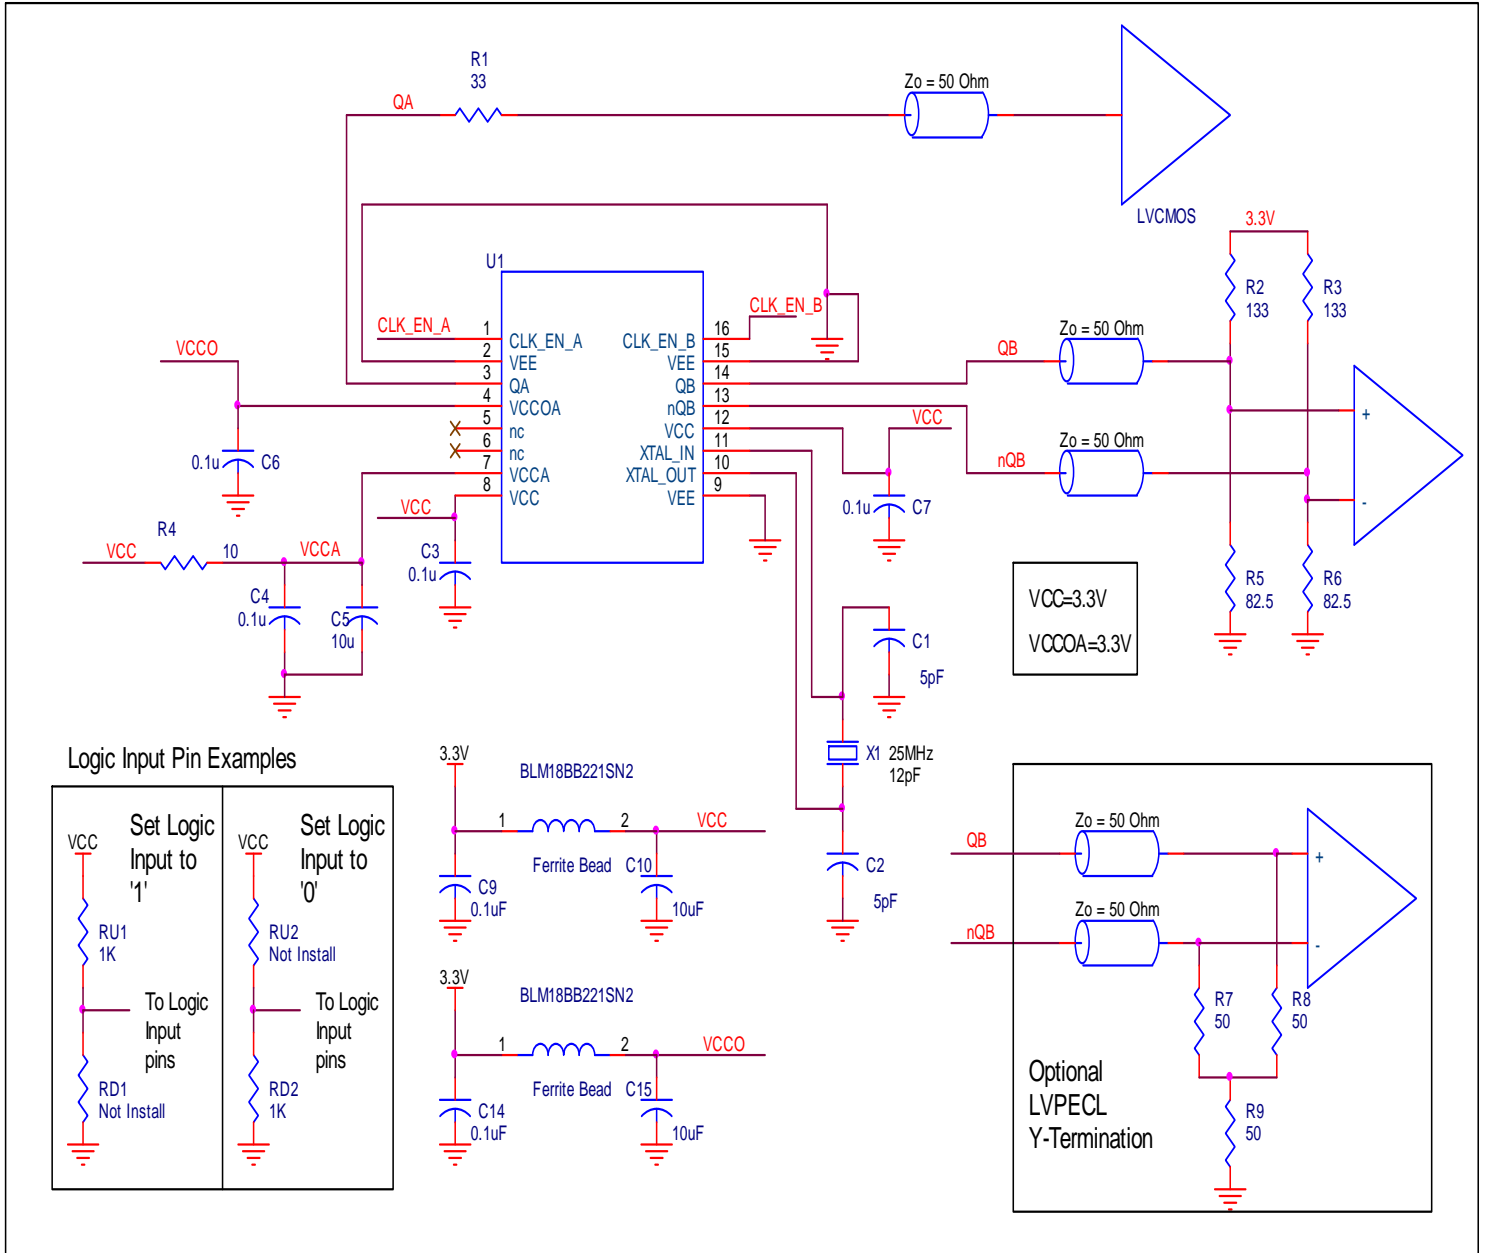 R1
33
QA
Zo = 50 Ohm
LVCMOS
U1
CLK_EN_A
1
CLK_EN_A
2
VEE
3
QA
4
VCCOA
5
nc
6
nc
7
VCCA
8
VCC
CLK_EN_B
16
CLK_EN_B
15
VEE
14
QB
13
nQB
12
VCC
11
XTAL_IN
10
XTAL_OUT
9
VEE
VCCO
0.1u
C6
VCC
R4
10
VCCA
VCC
C3
0.1u
C4
0.1u
C5
10u
VCC
0.1u
C7
QB
Zo = 50 Ohm
nQB
Zo = 50 Ohm
3.3V
R2
133
R3
133
+
-
R5
82.5
R6
82.5
VCC=3.3V
VCCOA=3.3V
C1
5pF
X1
25MHz
12pF
C2
5pF
Logic Input Pin Examples
VCC
Set Logic
Input to
'1'
RU1
1K
To Logic
Input
pins
RD1
Not Install
VCC
Set Logic
Input to
'0'
RU2
Not Install
To Logic
Input
pins
RD2
1K
3.3V
BLM18BB221SN2
1
2
VCC
Ferrite Bead
C9
0.1uF
C10
10uF
3.3V
BLM18BB221SN2
1
2
VCCO
Ferrite Bead
C14
0.1uF
C15
10uF
QB
Zo = 50 Ohm
nQB
Zo = 50 Ohm
+
-
R7
50
R8
50
R9
50
Optional
LVPECL
Y-Termination